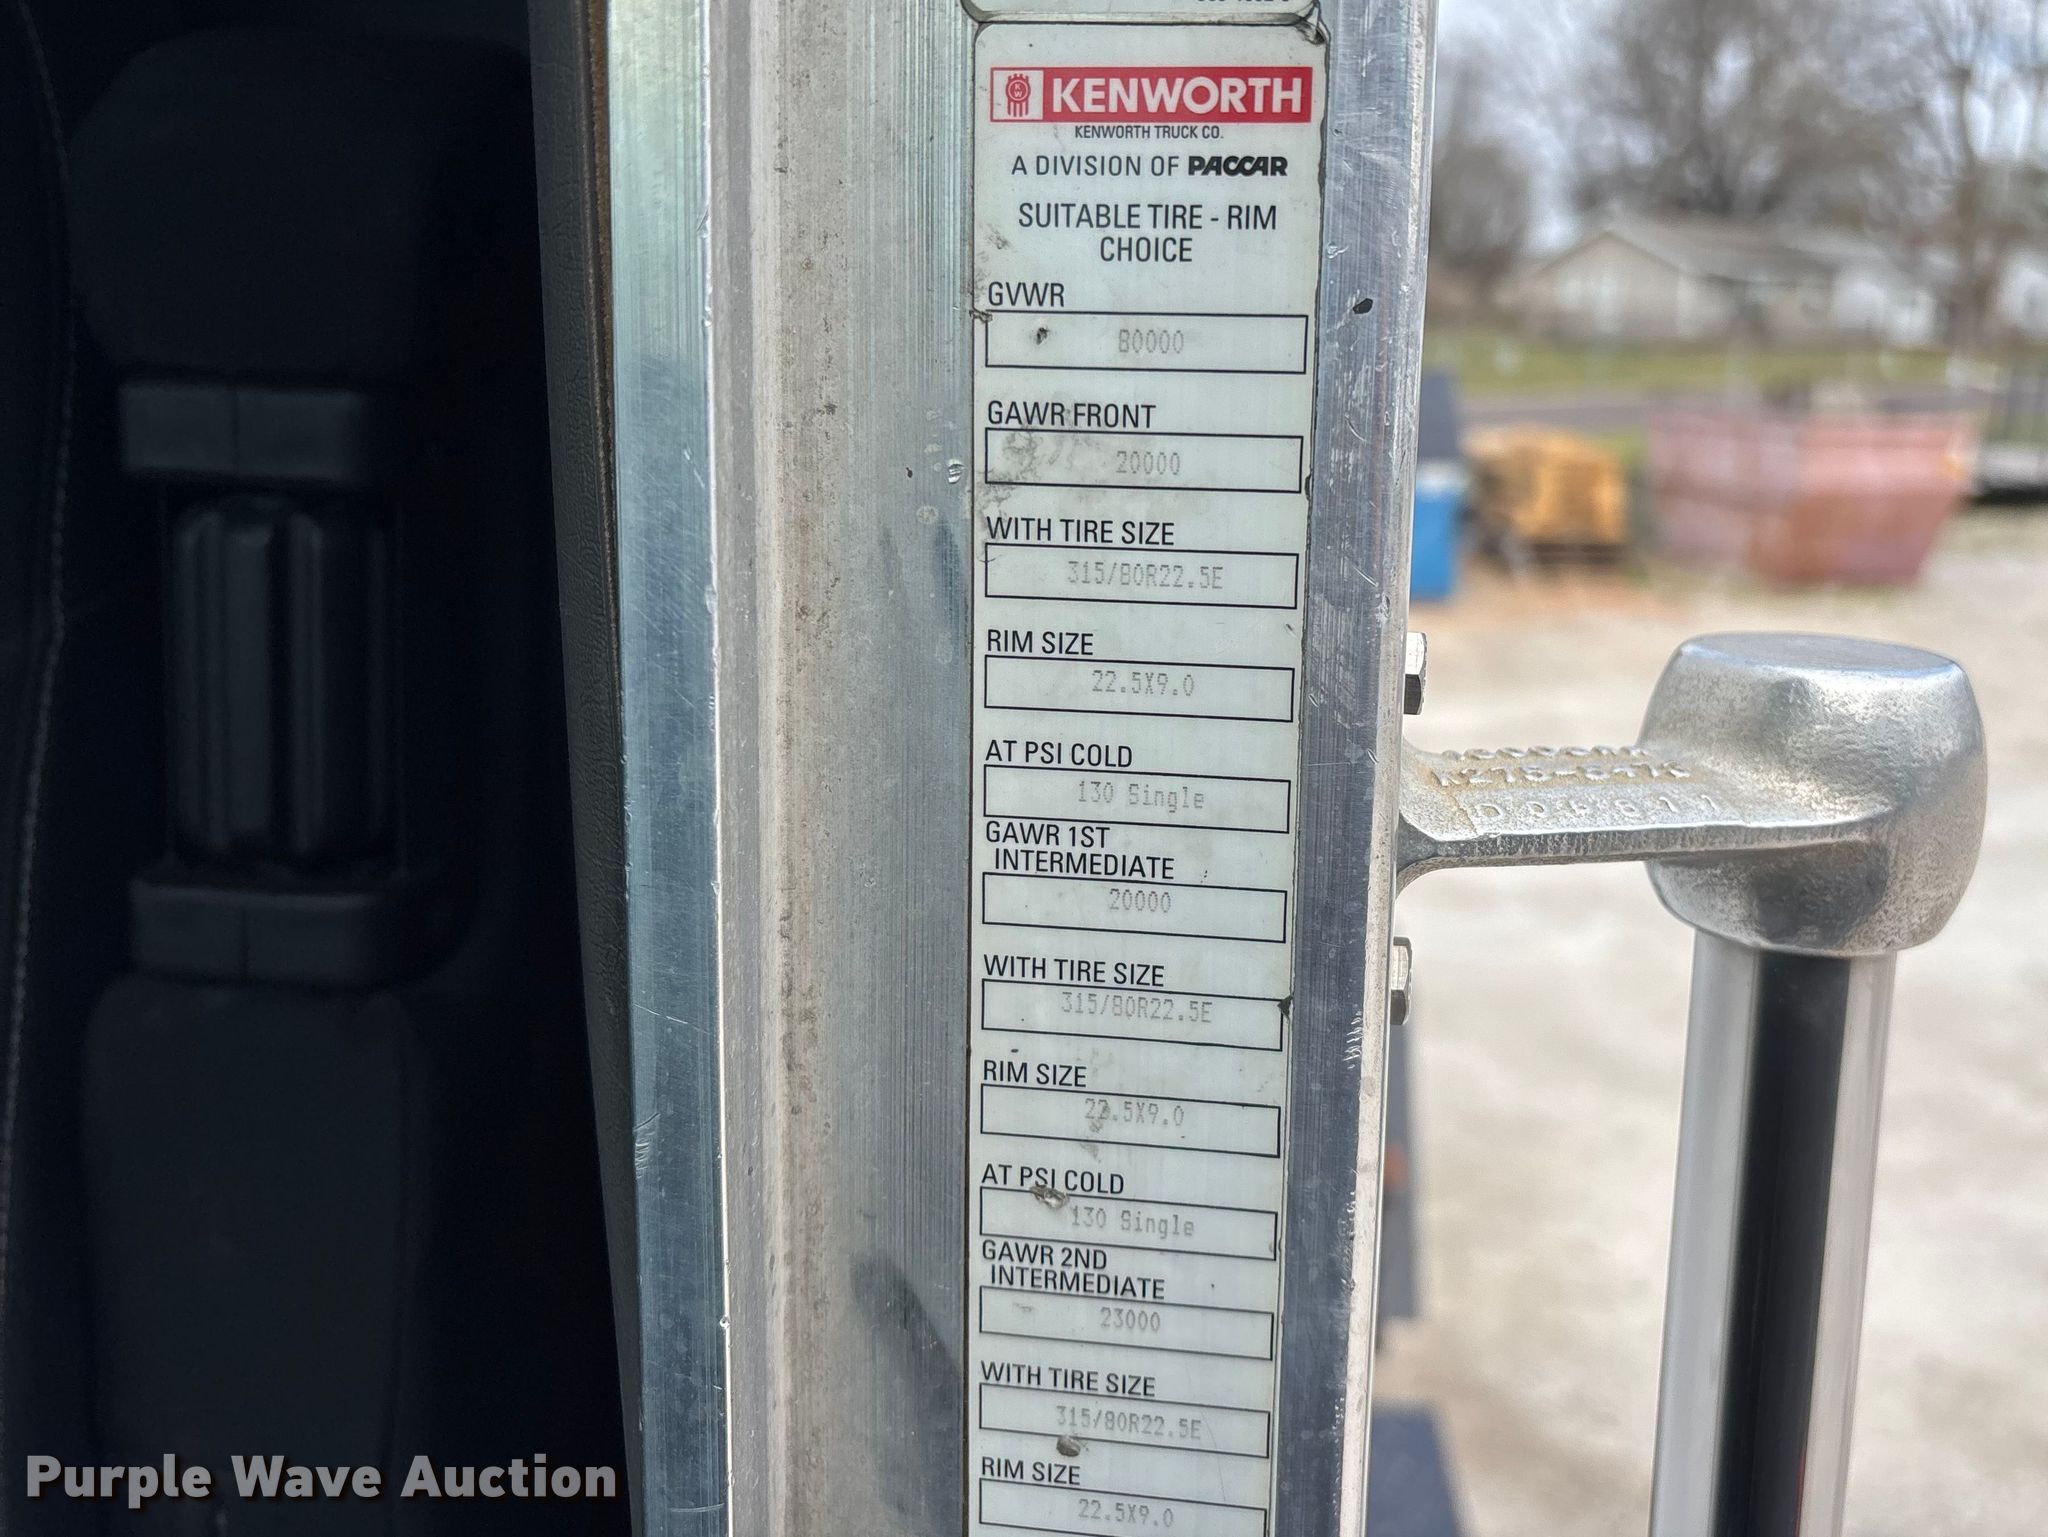 KENWORTH
KENWORTH TRUCK CO.
A DIVISION OF PACCAR
SUITABLE TIRE - RIM
CHOICE
GVWR
80000
GAWR FRONT
20000
WITH TIRE SIZE
315/80R22.5E
RIM SIZE
22.5X9.0
AT PSI COLD
130 Single
GAWR 1ST
INTERMEDIATE
20000
WITH TIRE SIZE
315/80R22.5E
RIM SIZE
22.5X9.0
AT PSI COLD
130 Single
GAWR 2ND
INTERMEDIATE
23000
WITH TIRE SIZE
315/80R22.5E
RIM SIZE
22.5X9.0
Purple Wave Auction